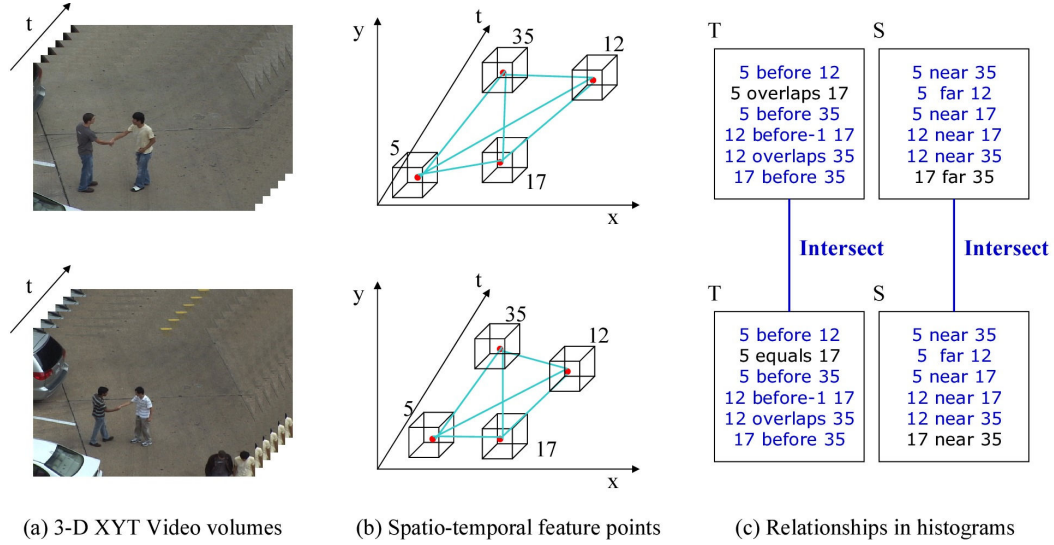 t
y
t
35
12
5
17
x
T
S
5 before 12
5 overlaps 17
5 before 35
12 before-1 17
12 overlaps 35
17 before 35
5 near 35
5 far 12
5 near 17
12 near 17
12 near 35
17 far 35
Intersect
Intersect
t
y
t
35
12
5
17
x
T
S
5 before 12
5 equals 17
5 before 35
12 before-1 17
12 overlaps 35
17 before 35
5 near 35
5 far 12
5 near 17
12 near 17
12 near 35
17 near 35
(a) 3-D XYT Video volumes
(b) Spatio-temporal feature points
(c) Relationships in histograms